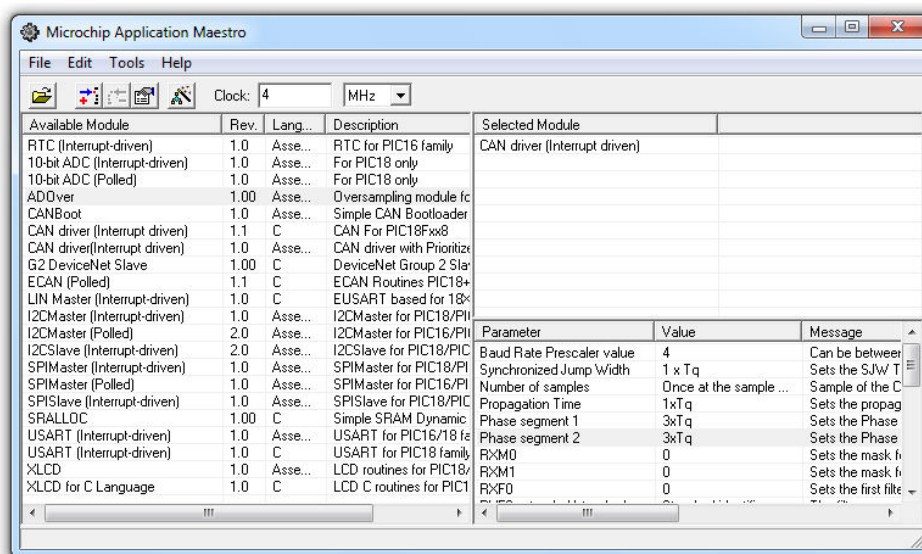 Microchip Application Maestro
File Edit Tools Help
Clock: 4 MHz
Available Module Rev. Lang... Description
RTC (Interrupt-driven) 1.0 Asse... RTC for PIC16 family
10-bit ADC (Interrupt-driven) 1.0 Asse... For PIC18 only
10-bit ADC (Polled) 1.0 Asse... For PIC18 only
ADOver 1.00 Asse... Oversampling module fo
CANBoot 1.0 Asse... Simple CAN Bootloader
CAN driver (Interrupt driven) 1.1 C CAN For PIC18Fxx8
CAN driver(Interrupt driven) 1.0 Asse... CAN driver with Prioritize
G2 DeviceNet Slave 1.00 C DeviceNet Group 2 Sla
ECAN (Polled) 1.1 C ECAN Routines PIC18+
LIN Master (Interrupt-driven) 1.0 C EUSART based for 18X
I2CMaster (Interrupt-driven) 1.0 Asse... I2CMaster for PIC18/PI
I2CMaster (Polled) 2.0 Asse... I2CMaster for PIC16/PI
I2CSlave (Interrupt-driven) 2.0 Asse... I2CSlave for PIC18/PIC
SPIMaster (Interrupt-driven) 1.0 Asse... SPIMaster for PIC18/PI
SPIMaster (Polled) 1.0 Asse... SPIMaster for PIC16/PI
SPISlave (Interrupt-driven) 1.0 Asse... SPISlave for PIC18/PIC
SRALLOC 1.00 C Simple SRAM Dynamic
USART (Interrupt-driven) 1.0 Asse... USART for PIC16/18 fa
USART (Interrupt-driven) 1.0 C USART for PIC18 family
XLCD 1.0 Asse... LCD routines for PIC18/
XLCD for C Language 1.0 C LCD C routines for PIC1
Selected Module
CAN driver (Interrupt driven)
Parameter Value Message
Baud Rate Prescaler value 4 Can be between
Synchronized Jump Width 1 x Tq Sets the SJW T
Number of samples Once at the sample ... Sample of the C
Propagation Time 1xTq Sets the propag
Phase segment 1 3xTq Sets the Phase
Phase segment 2 3xTq Sets the Phase
RXM0 0 Sets the mask f
RXM1 0 Sets the mask f
RXF0 0 Sets the first filte